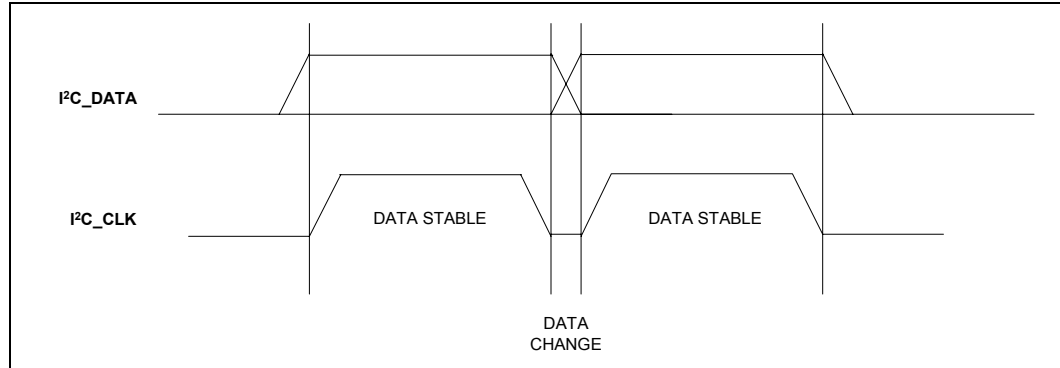 I²C_DATA
I²C_CLK
DATA STABLE
DATA STABLE
DATA
CHANGE